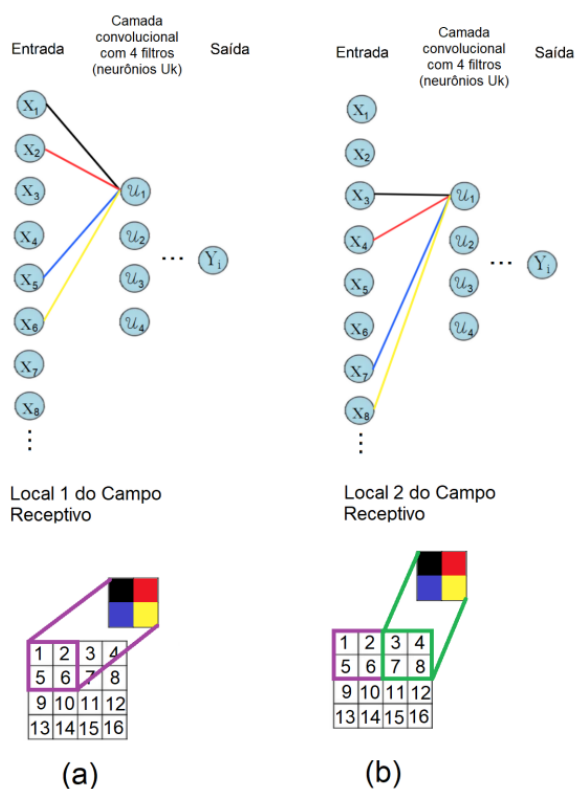 Entrada
Camada
convolucional
com 4 filtros
(neurônios Uk)
Saída
X1
X2
X3
X4
X5
X6
X7
X8
⋮
U1
U2
U3
U4
...
Yi
Local 1 do Campo
Receptivo
1 2 3 4
5 6 7 8
9 10 11 12
13 14 15 16
(a)
Entrada
Camada
convolucional
com 4 filtros
(neurônios Uk)
Saída
X1
X2
X3
X4
X5
X6
X7
X8
⋮
U1
U2
U3
U4
...
Yi
Local 2 do Campo
Receptivo
1 2 3 4
5 6 7 8
9 10 11 12
13 14 15 16
(b)